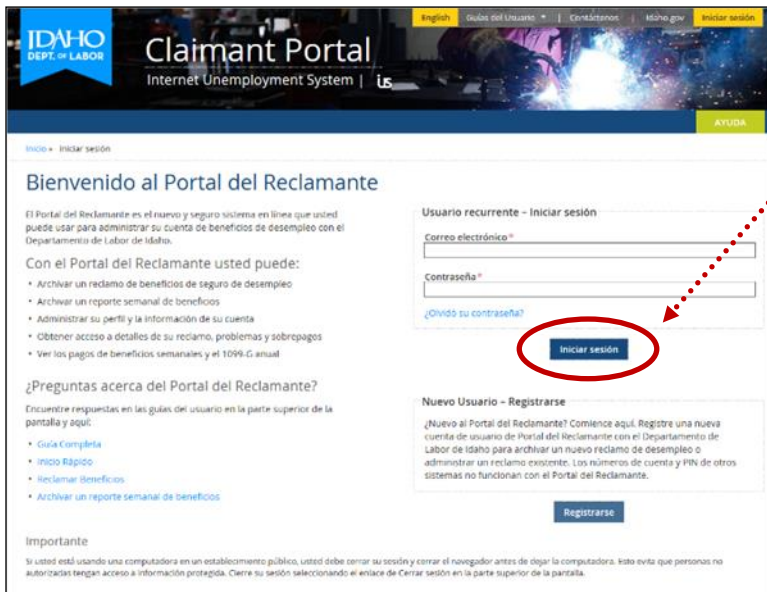 IDAHO
DEPT. OF LABOR
English Guías del Usuario | Contáctenos | Idaho.gov Iniciar sesión
Claimant Portal
Internet Unemployment System | ius
AYUDA
Inicio » Iniciar sesión
Bienvenido al Portal del Reclamante
El Portal del Reclamante es el nuevo y seguro sistema en línea que usted
puede usar para administrar su cuenta de beneficios de desempleo con el
Departamento de Labor de Idaho.
Con el Portal del Reclamante usted puede:
• Archivar un reclamo de beneficios de seguro de desempleo
• Archivar un reporte semanal de beneficios
• Administrar su perfil y la información de su cuenta
• Obtener acceso a detalles de su reclamo, problemas y sobrepagos
• Ver los pagos de beneficios semanales y el 1099-G anual
¿Preguntas acerca del Portal del Reclamante?
Encuentre respuestas en las guías del usuario en la parte superior de la
pantalla y aquí:
• Guía Completa
• Inicio Rápido
• Reclamar Beneficios
• Archivar un reporte semanal de beneficios
Usuario recurrente – Iniciar sesión
Correo electrónico *
Contraseña *
¿Olvidó su contraseña?
Iniciar sesión
Nuevo Usuario – Registrarse
¿Nuevo al Portal del Reclamante? Comience aquí. Registre una nueva
cuenta de usuario de Portal del Reclamante con el Departamento de
Labor de Idaho para archivar un nuevo reclamo de desempleo o
administrar un reclamo existente. Los números de cuenta y PIN de otros
sistemas no funcionan con el Portal del Reclamante.
Registrarse
Importante
Si usted está usando una computadora en un establecimiento público, usted debe cerrar su sesión y cerrar el navegador antes de dejar la computadora. Esto evita que personas no
autorizadas tengan acceso a información protegida. Cierre su sesión seleccionando el enlace de Cerrar sesión en la parte superior de la pantalla.